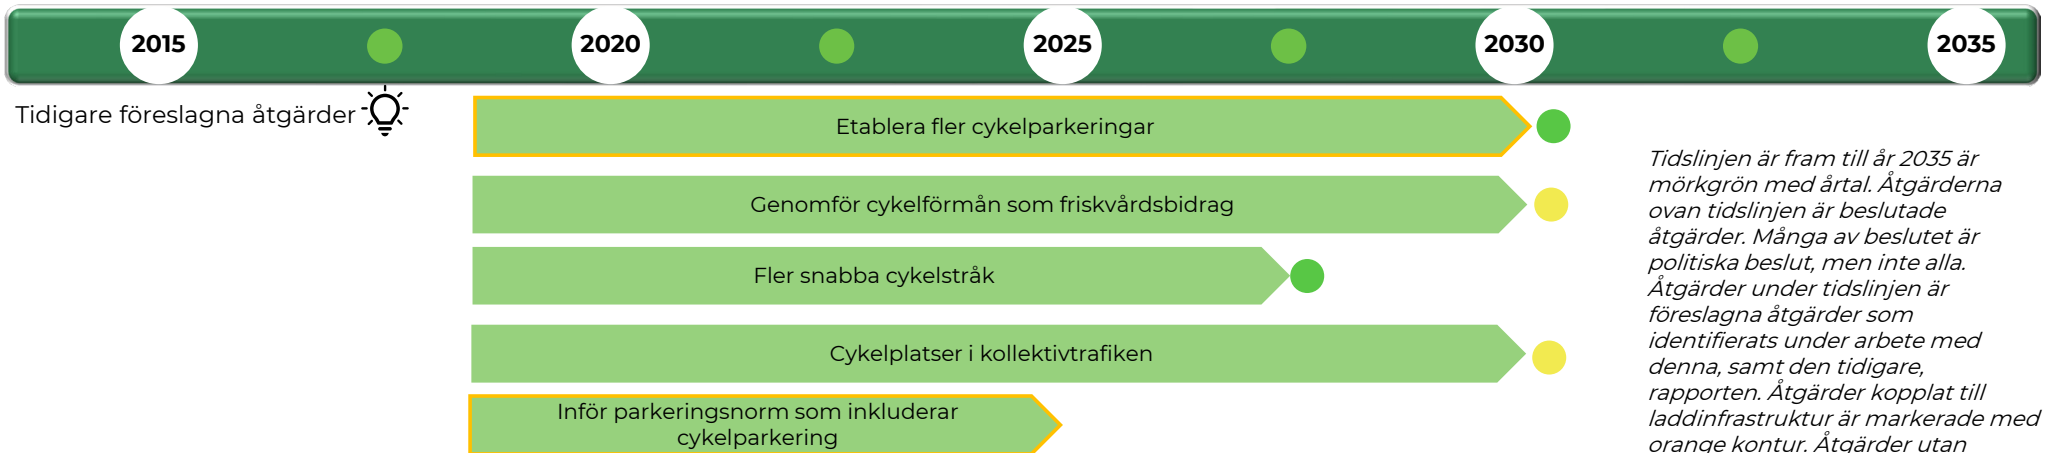 2015
2020
2025
2030
2035
Tidigare föreslagna åtgärder
Etablera fler cykelparkeringar
Genomför cykelförmån som friskvårdsbidrag
Fler snabba cykelstråk
Cykelplatser i kollektivtrafiken
Inför parkeringsnorm som inkluderar
cykelparkering
Tidslinjen är fram till år 2035 är
mörkgrön med årtal. Åtgärderna
ovan tidslinjen är beslutade
åtgärder. Många av beslutet är
politiska beslut, men inte alla.
Åtgärder under tidslinjen är
föreslagna åtgärder som
identifierats under arbete med
denna, samt den tidigare,
rapporten. Åtgärder kopplat till
laddinfrastruktur är markerade med
orange kontur. Åtgärder utan